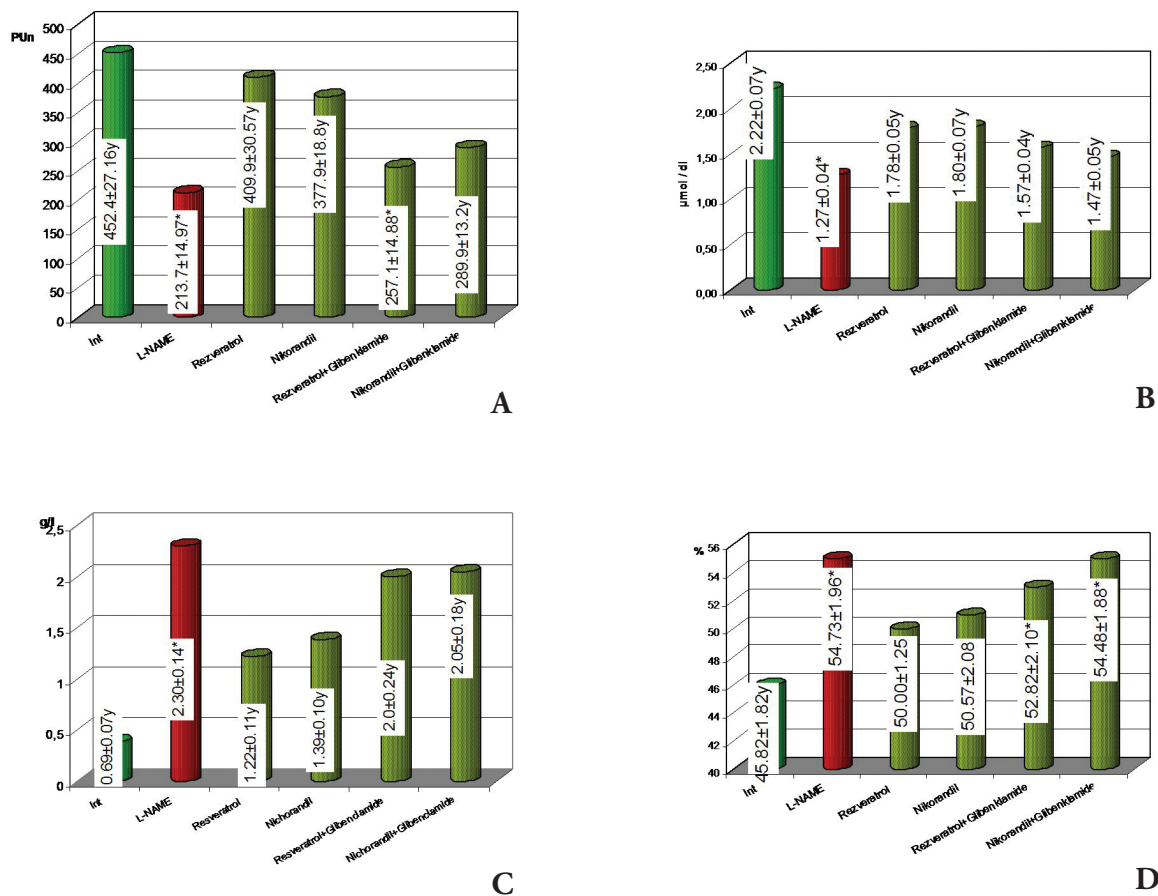 PUn
500
450
400
350
300
250
200
150
100
50
0
452.4±27.16y
213.7±14.97*
409.9±30.57y
377.9±18.8y
257.1±14.88*
289.9±13.2y
Int
L-NAME
Rezveratrol
Nikorandil
Rezveratrol+Glibenklamide
Nikorandil+Glibenklamide
A
µmol / dl
2,50
2,00
1,50
1,00
0,50
0,00
2.22±0.07y
1.27±0.04*
1.78±0.05y
1.80±0.07y
1.57±0.04y
1.47±0.05y
Int
L-NAME
Rezveratrol
Nikorandil
Rezveratrol+Glibenklamide
Nikorandil+Glibenklamide
B
g/l
2,5
2
1,5
1
0,5
0
0.69±0.07y
2.30±0.14*
1.22±0.11y
1.39±0.10y
2.0±0.24y
2.05±0.18y
Int
L-NAME
Resveratrol
Nichorandil
Resveratrol+Glibenclamide
Nichorandil+Glibenclamide
C
%
56
54
52
50
48
46
44
42
40
45.82±1.82y
54.73±1.96*
50.00±1.25
50.57±2.08
52.82±2.10*
54.48±1.88*
Int
L-NAME
Rezveratrol
Nikorandil
Rezveratrol+Glibenklamide
Nikorandil+Glibenklamide
D